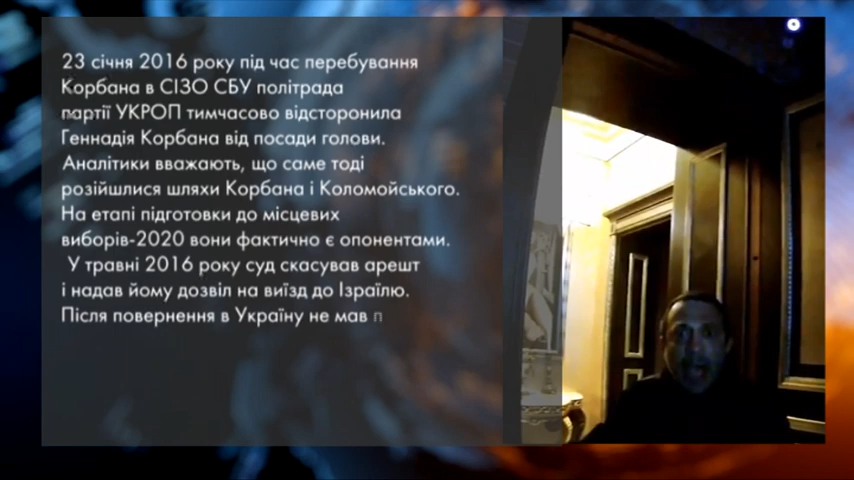 23 січня 2016 року під час перебування
Корбана в СІЗО СБУ політрада
партії УКРОП тимчасово відсторонила
Геннадія Корбана від посади голови.
Аналітики вважають, що саме тоді
розійшлися шляхи Корбана і Коломойського.
На етапі підготовки до місцевих
виборів-2020 вони фактично є опонентами.
У травні 2016 року суд скасував арешт
і надав йому дозвіл на виїзд до Ізраїлю.
Після повернення в Україну не мав п